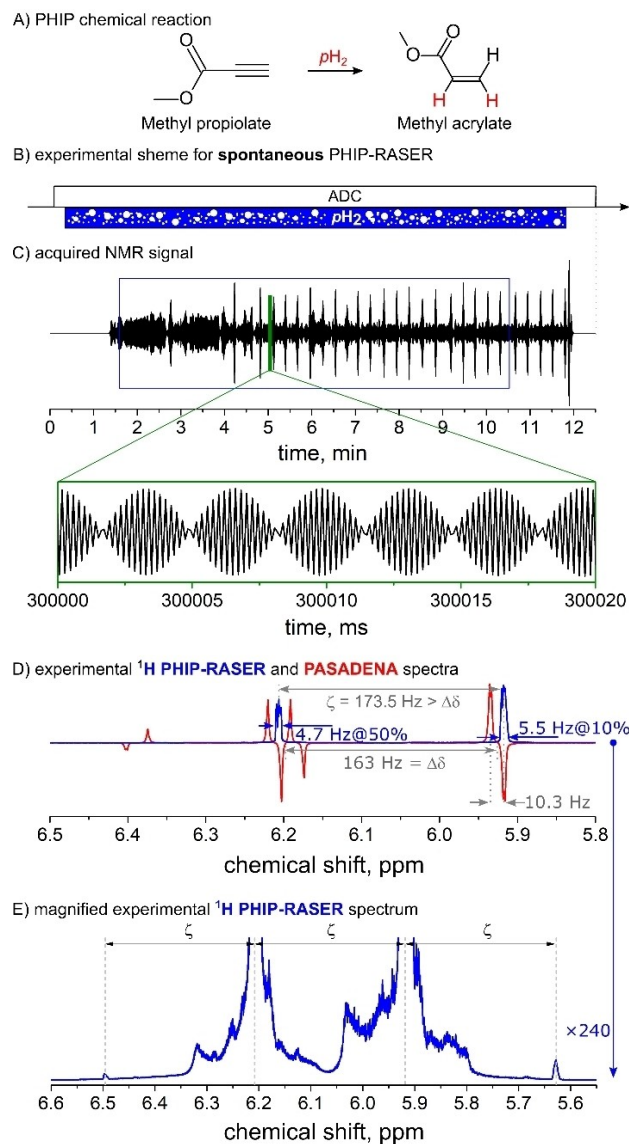 A) PHIP chemical reaction
O
O
pH2
O
O
H
H
H
Methyl propiolate
Methyl acrylate
B) experimental sheme for spontaneous PHIP-RASER
ADC
pH2
C) acquired NMR signal
0 1 2 3 4 5 6 7 8 9 10 11 12
time, min
300000 300005 300010 300015 300020
time, ms
D) experimental ¹H PHIP-RASER and PASADENA spectra
ζ = 173.5 Hz > Δδ
4.7 Hz@50%
5.5 Hz@10%
163 Hz = Δδ
10.3 Hz
6.5 6.4 6.3 6.2 6.1 6.0 5.9 5.8
chemical shift, ppm
E) magnified experimental ¹H PHIP-RASER spectrum
ζ ζ ζ
×240
6.6 6.5 6.4 6.3 6.2 6.1 6.0 5.9 5.8 5.7 5.6
chemical shift, ppm